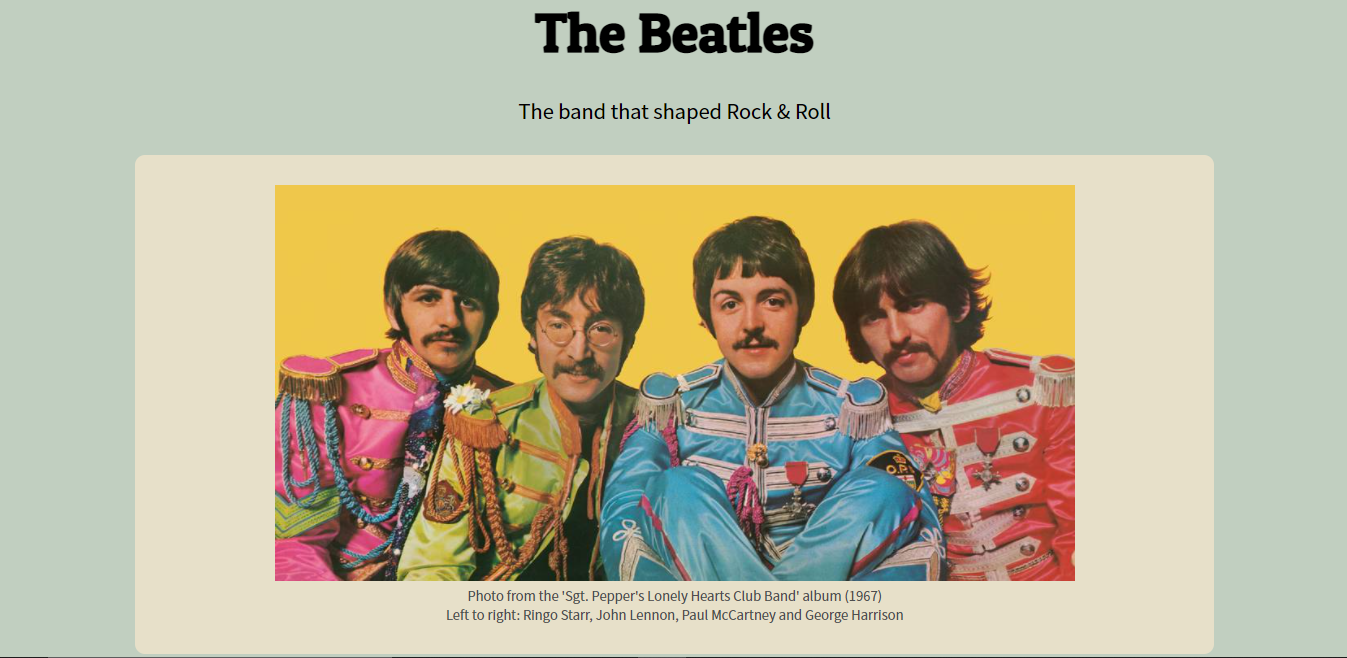 The Beatles
The band that shaped Rock & Roll
O.P.
Photo from the 'Sgt. Pepper's Lonely Hearts Club Band' album (1967)
Left to right: Ringo Starr, John Lennon, Paul McCartney and George Harrison